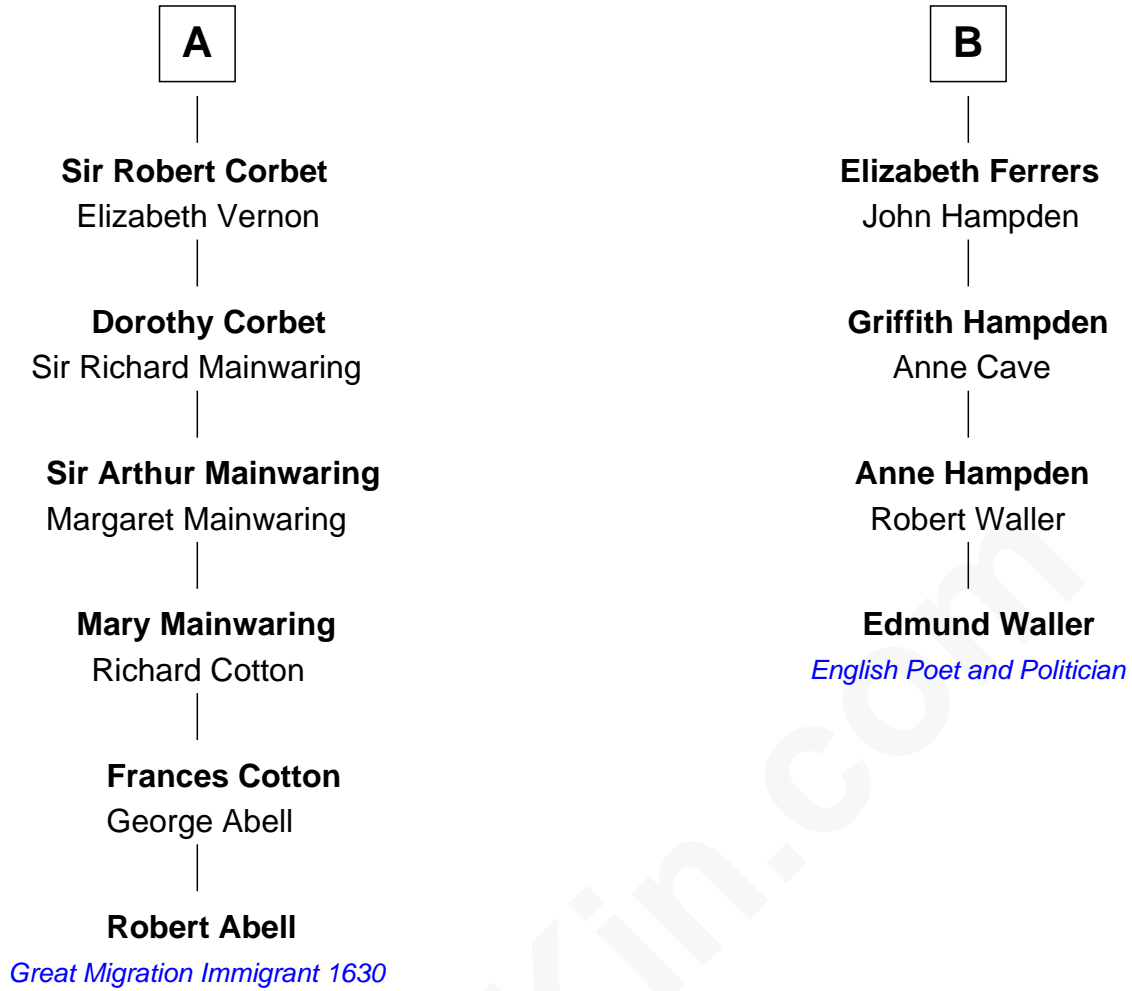 A
Sir Robert Corbet
Elizabeth Vernon
Dorothy Corbet
Sir Richard Mainwaring
Sir Arthur Mainwaring
Margaret Mainwaring
Mary Mainwaring
Richard Cotton
Frances Cotton
George Abell
Robert Abell
Great Migration Immigrant 1630
B
Elizabeth Ferrers
John Hampden
Griffith Hampden
Anne Cave
Anne Hampden
Robert Waller
Edmund Waller
English Poet and Politician
Kin.com